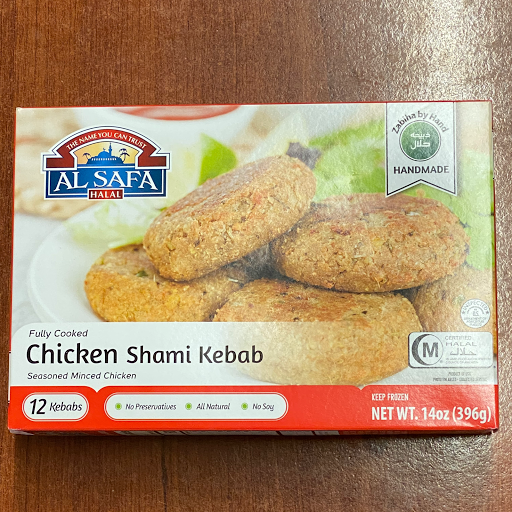 THE NAME YOU CAN TRUST
AL SAFA
HALAL
Zabiha by Hand
ذبيحة
حلال
HANDMADE
Fully Cooked
Chicken Shami Kebab
Seasoned Minced Chicken
12 Kebabs
No Preservatives
All Natural
No Soy
CERTIFIED
HALAL
حلال
M
KEEP FROZEN
NET WT. 14oz (396g)